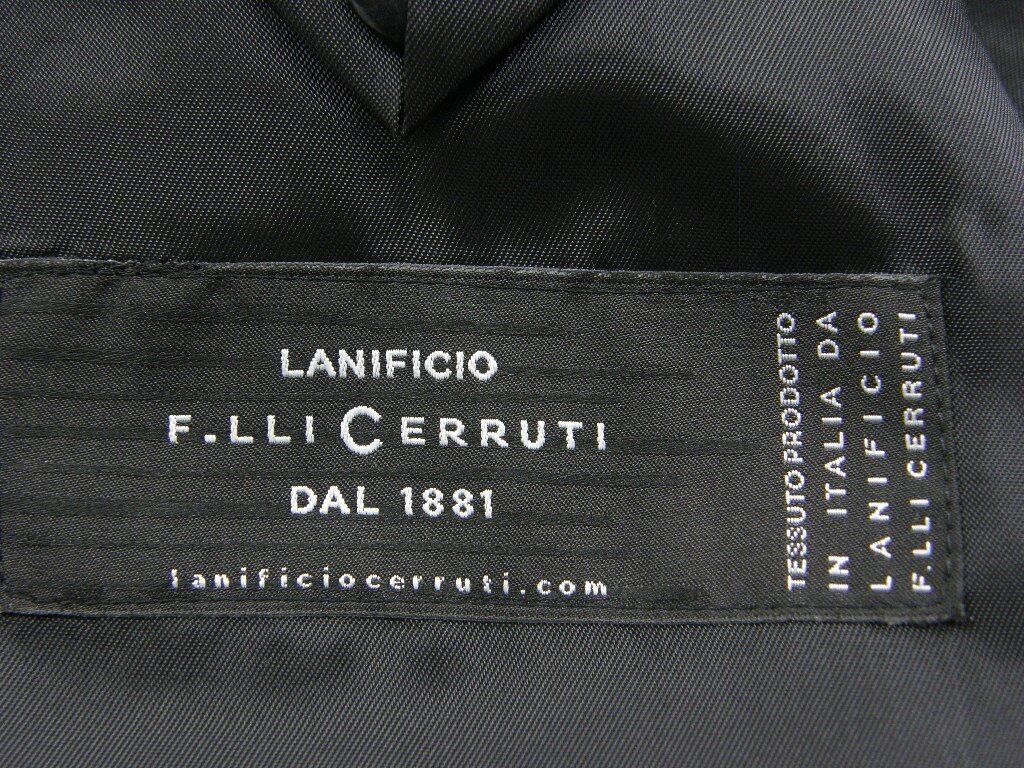 LANIFICIO
F.LLI CERRUTI
DAL 1881
lanificiocerruti.com
TESSUTO PRODOTTO
IN ITALIA DA
LANIFICIO
F.LLI CERRUTI